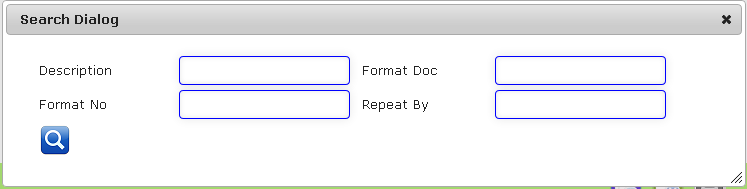 Search Dialog
Description Format Doc
Format No Repeat By